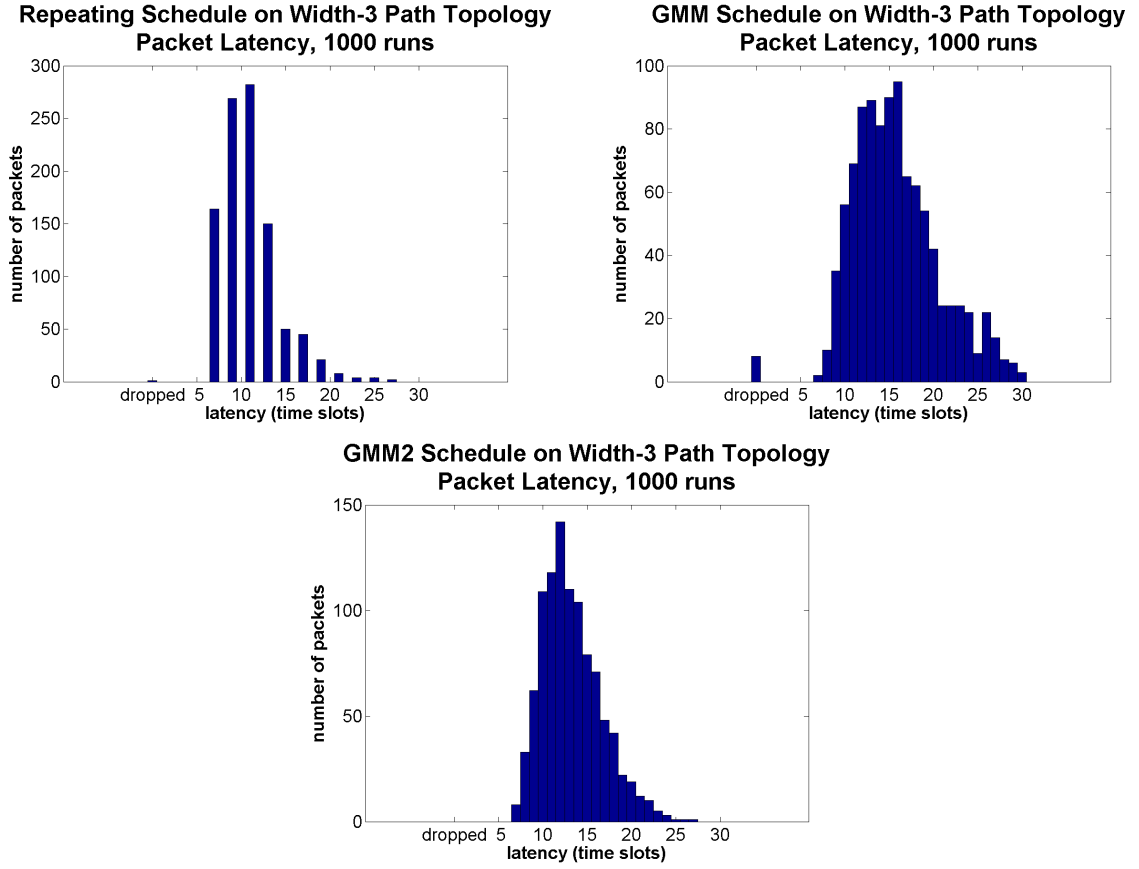 Repeating Schedule on Width-3 Path Topology
Packet Latency, 1000 runs
300
250
200
150
100
50
0
number of packets
dropped 5 10 15 20 25 30
latency (time slots)
GMM Schedule on Width-3 Path Topology
Packet Latency, 1000 runs
100
80
60
40
20
0
number of packets
dropped 5 10 15 20 25 30
latency (time slots)
GMM2 Schedule on Width-3 Path Topology
Packet Latency, 1000 runs
150
100
50
0
number of packets
dropped 5 10 15 20 25 30
latency (time slots)